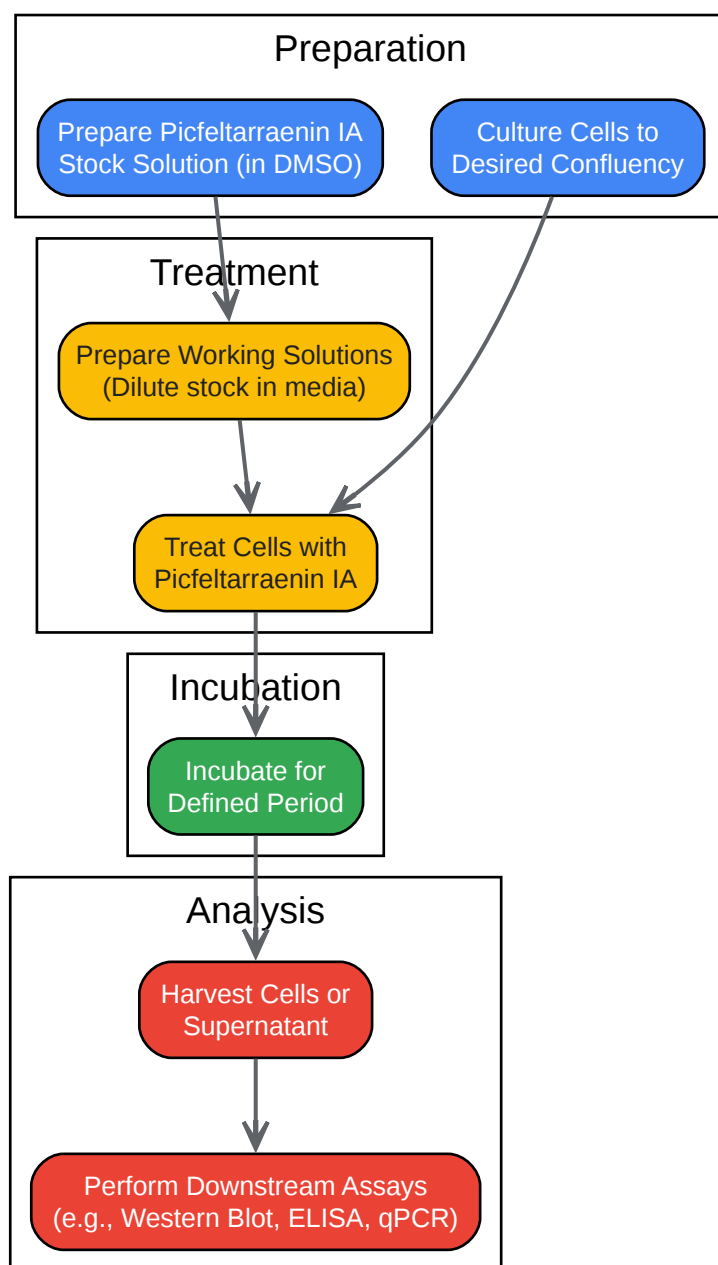 Preparation
Prepare Picfeltarraenin IA
Stock Solution (in DMSO)
Culture Cells to
Desired Confluency
Treatment
Prepare Working Solutions
(Dilute stock in media)
Treat Cells with
Picfeltarraenin IA
Incubation
Incubate for
Defined Period
Analysis
Harvest Cells or
Supernatant
Perform Downstream Assays
(e.g., Western Blot, ELISA, qPCR)